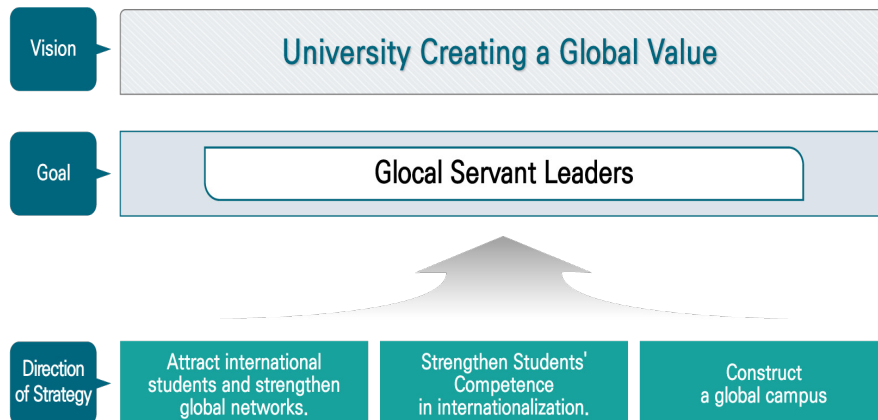 Vision
University Creating a Global Value
Goal
Glocal Servant Leaders
Direction
of Strategy
Attract international
students and strengthen
global networks.
Strengthen Students'
Competence
in internationalization.
Construct
a global campus